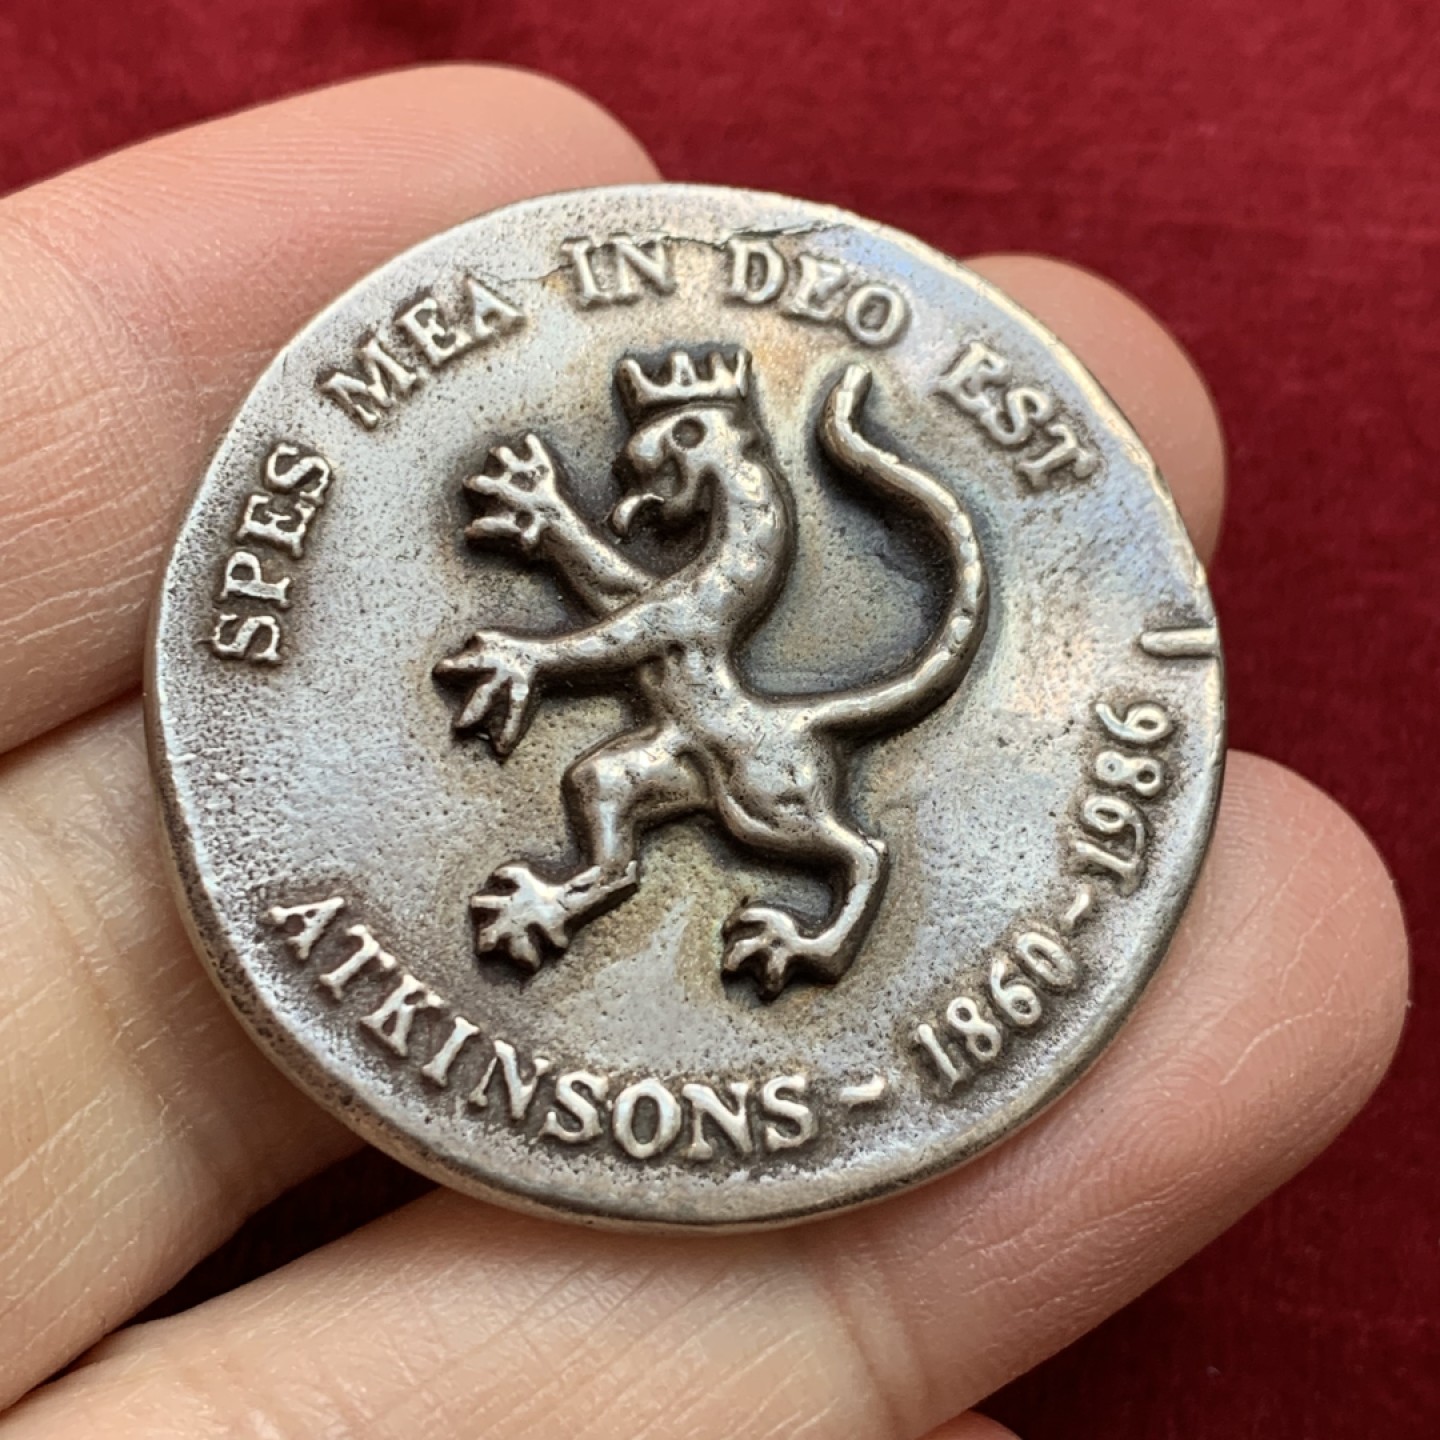 SPES MEA IN DEO EST
ATKINSONS - 1860 - 1986